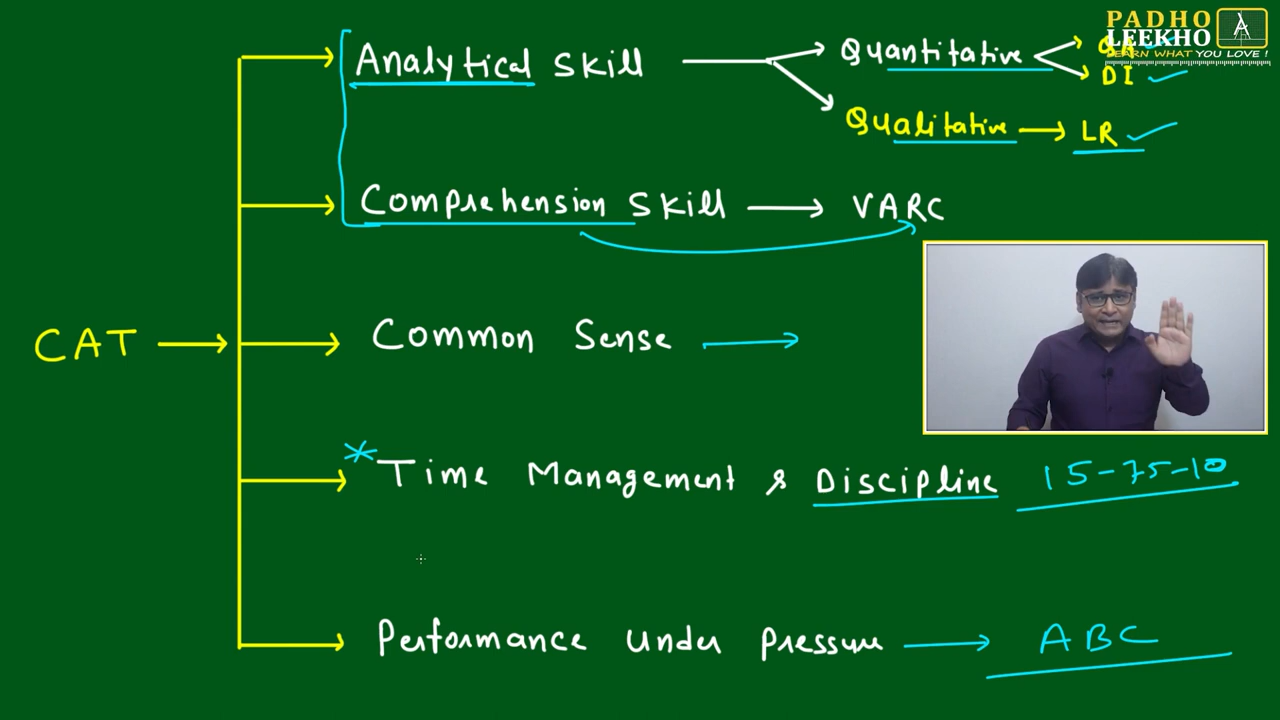 PADHO
LEEKHO
LEARN WHAT YOU LOVE !
Analytical Skill
Quantitative
DI
Qualitative
LR
Comprehension Skill
VARC
CAT
Common Sense
*Time Management & Discipline 15-75-10
Performance Under Pressure
ABC